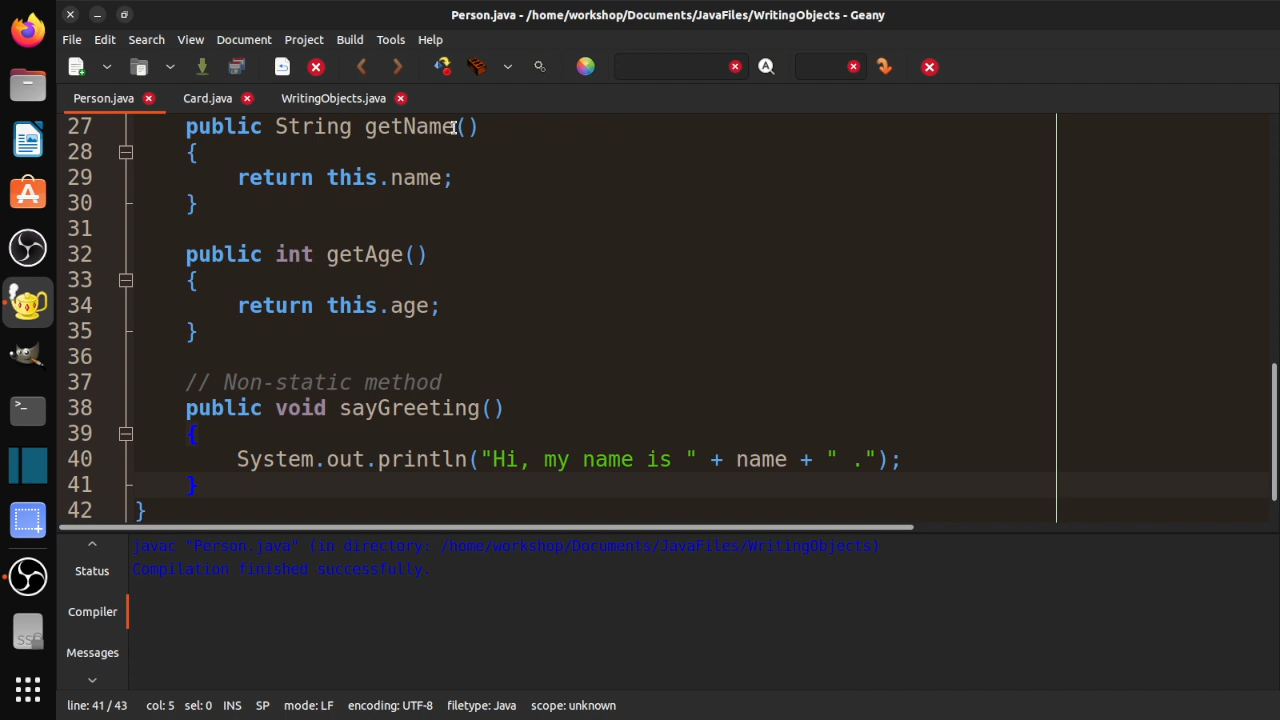 Person.java - /home/workshop/Documents/JavaFiles/WritingObjects - Geany
File Edit Search View Document Project Build Tools Help
Person.java Card.java WritingObjects.java
27 public String getName()
28 {
29 return this.name;
30 }
31
32 public int getAge()
33 {
34 return this.age;
35 }
36
37 // Non-static method
38 public void sayGreeting()
39 {
40 System.out.println("Hi, my name is " + name + " .");
41 }
42 }
Status
Compiler
Messages
javac "Person.java" (in directory: /home/workshop/Documents/JavaFiles/WritingObjects)
Compilation finished successfully.
line: 41 / 43 col: 5 sel: 0 INS SP mode: LF encoding: UTF-8 filetype: Java scope: unknown